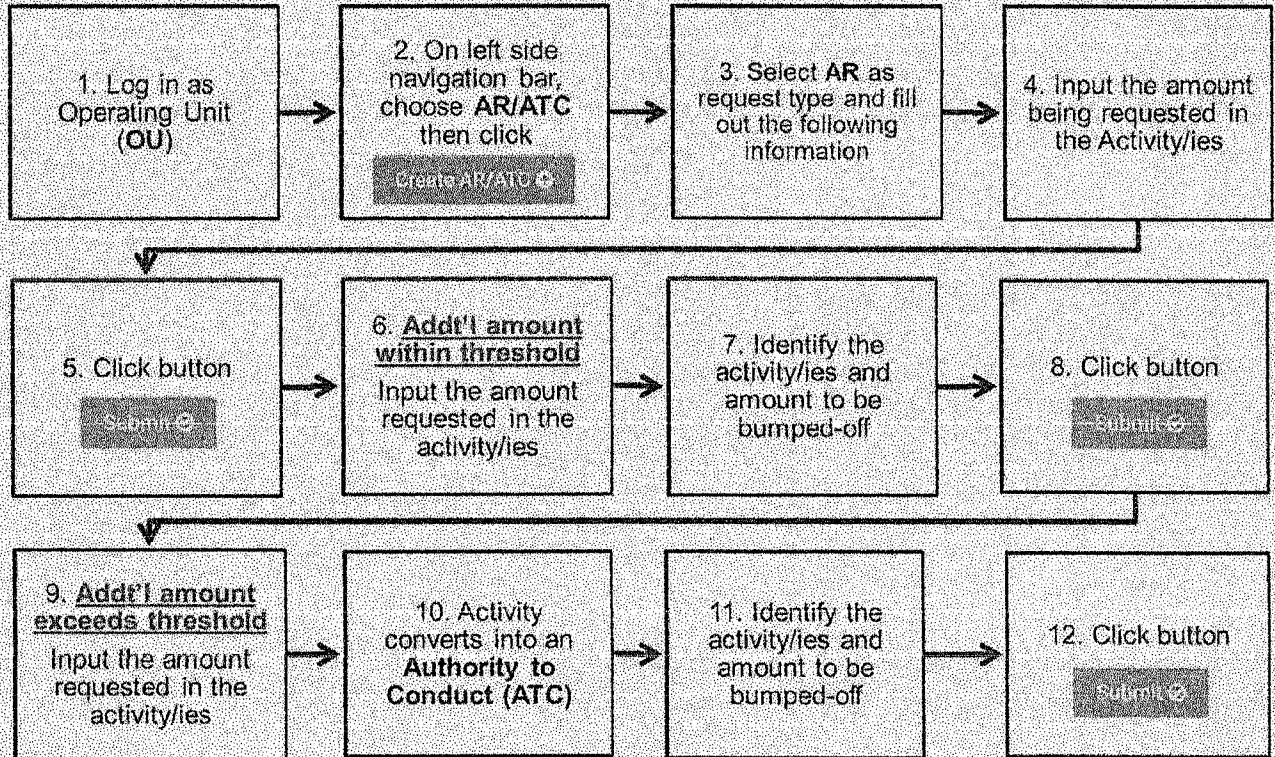 1. Log in as
Operating Unit
(OU)
2. On left side
navigation bar,
choose AR/ATC
then click
Create AR/ATC
3. Select AR as
request type and fill
out the following
information
4. Input the amount
being requested in
the Activity/ies
5. Click button
Submit
6. Addt'l amount
within threshold
Input the amount
requested in the
activity/ies
7. Identify the
activity/ies and
amount to be
bumped-off
8. Click button
Submit
9. Addt'l amount
exceeds threshold
Input the amount
requested in the
activity/ies
10. Activity
converts into an
Authority to
Conduct (ATC)
11. Identify the
activity/ies and
amount to be
bumped-off
12. Click button
Submit